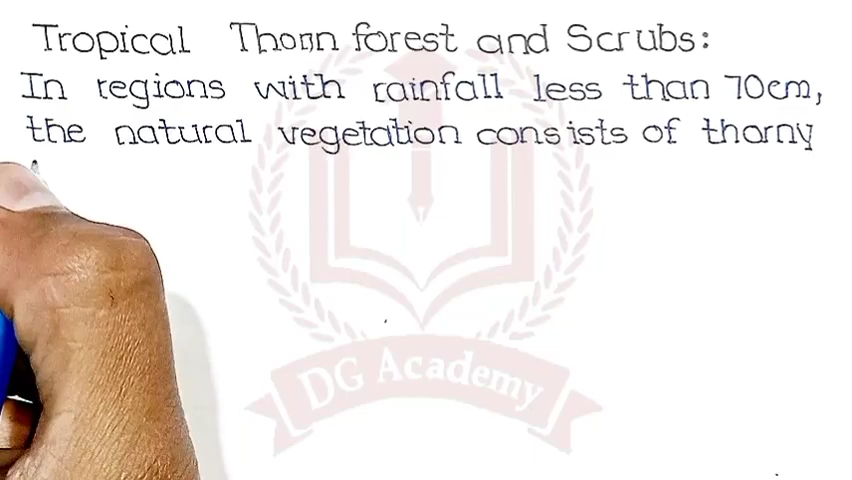 Tropical Thorn forest and Scrubs:
In regions with rainfall less than 70cm,
the natural vegetation consists of thorny
DG Academy